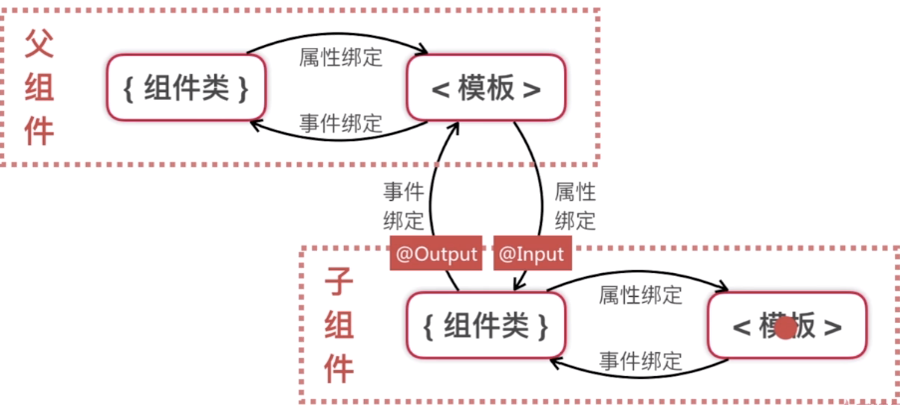 父组件
{ 组件类 }
属性绑定
< 模板 >
事件绑定
事件
绑定
属性
绑定
@Output
@Input
子组件
{ 组件类 }
属性绑定
< 模板 >
事件绑定